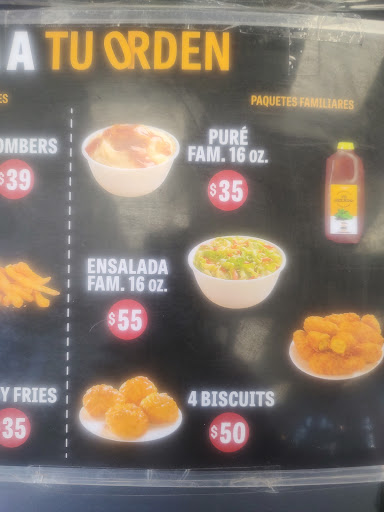 A TU ORDEN
ES
PAQUETES FAMILIARES
OMBERS
$39
PURÉ
FAM. 16 oz.
$35
ENSALADA
FAM. 16 oz.
$55
Y FRIES
35
4 BISCUITS
$50